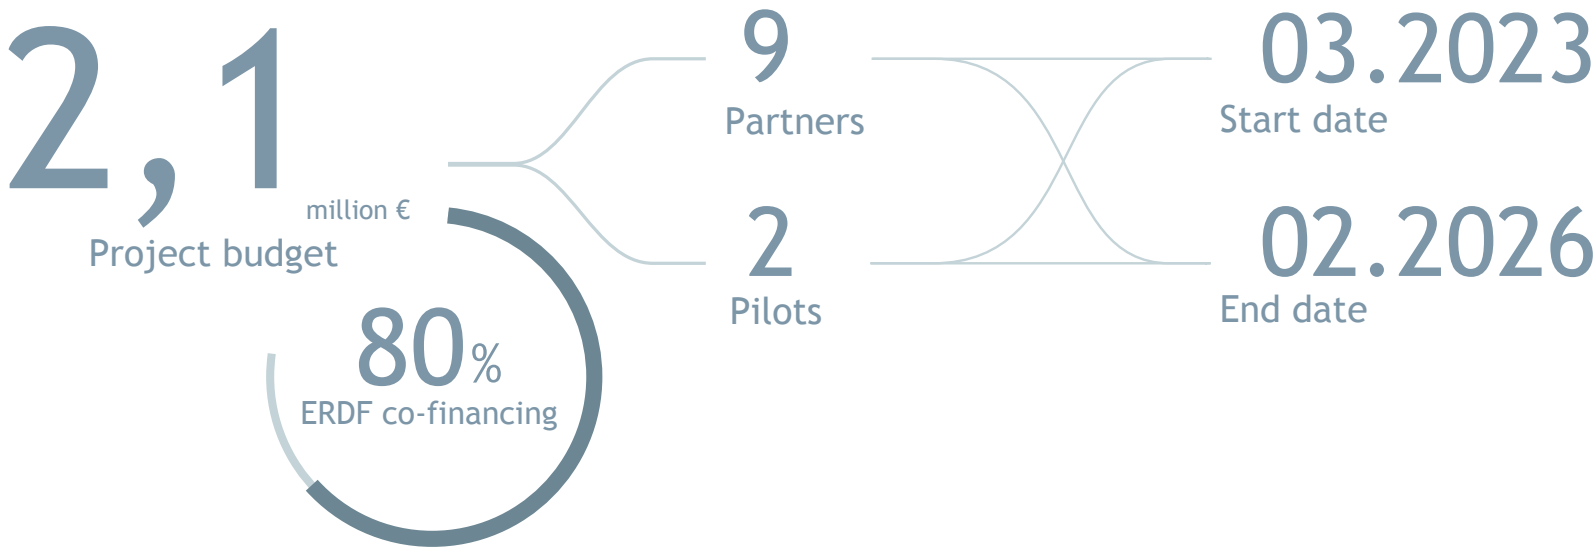 2,1
million €
Project budget
80%
ERDF co-financing
9
Partners
2
Pilots
03.2023
Start date
02.2026
End date